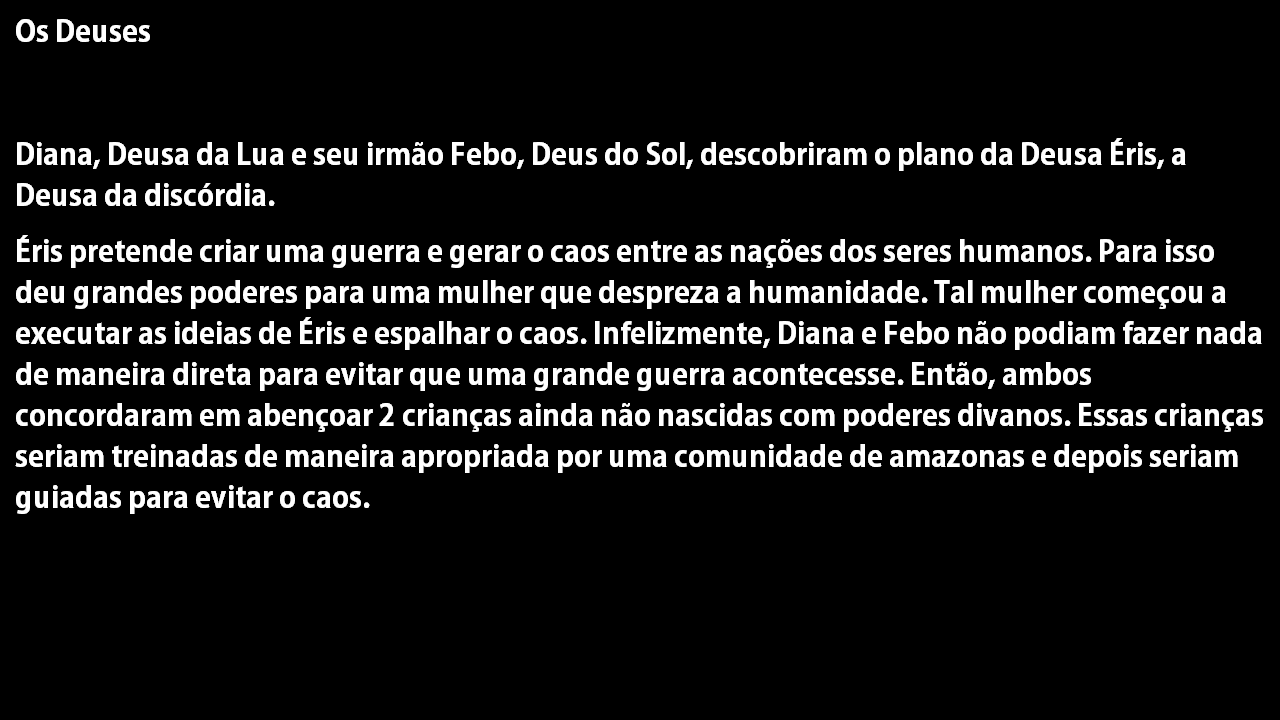 Os Deuses
Diana, Deusa da Lua e seu irmão Febo, Deus do Sol, descobriram o plano da Deusa Éris, a
Deusa da discórdia.
Éris pretende criar uma guerra e gerar o caos entre as nações dos seres humanos. Para isso
deu grandes poderes para uma mulher que despreza a humanidade. Tal mulher começou a
executar as ideias de Éris e espalhar o caos. Infelizmente, Diana e Febo não podiam fazer nada
de maneira direta para evitar que uma grande guerra acontecesse. Então, ambos
concordaram em abençoar 2 crianças ainda não nascidas com poderes divanos. Essas crianças
seriam treinadas de maneira apropriada por uma comunidade de amazonas e depois seriam
guiadas para evitar o caos.